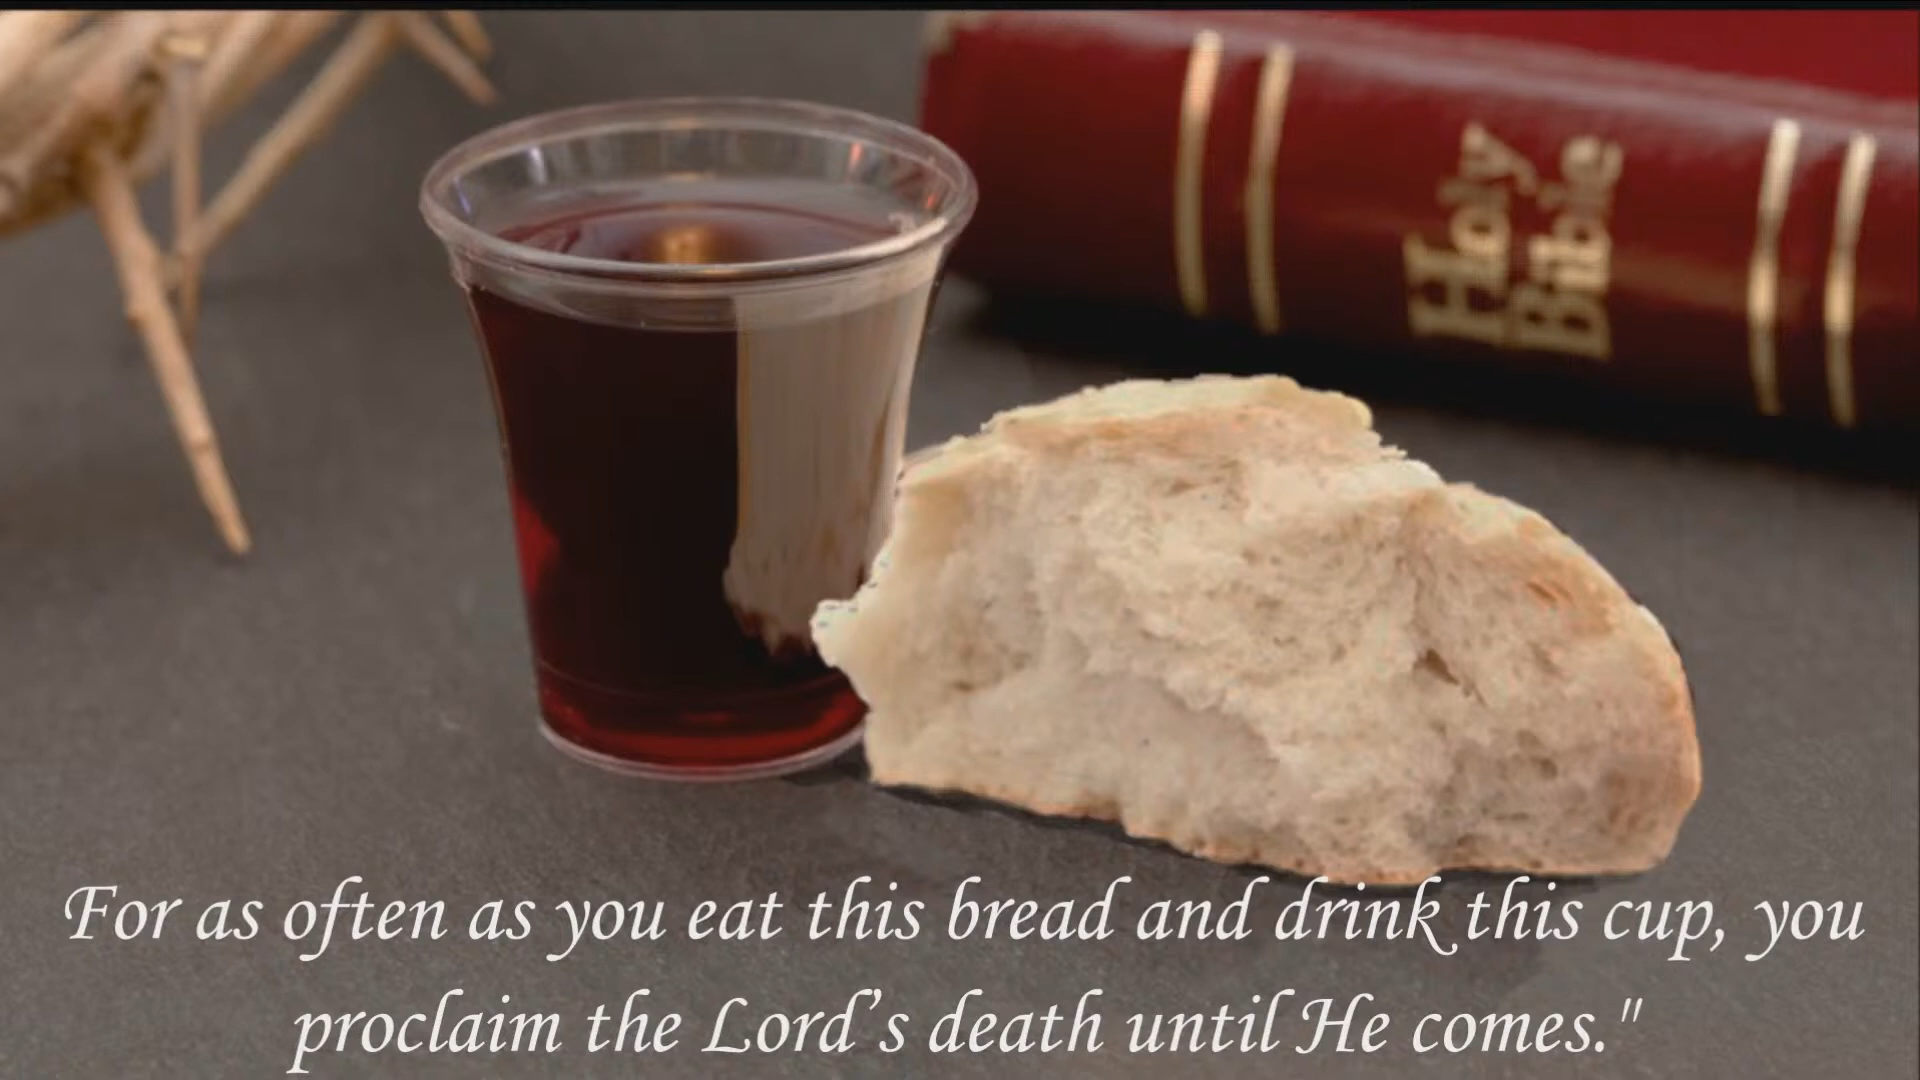 Holy
Bible
For as often as you eat this bread and drink this cup, you
proclaim the Lord’s death until He comes."